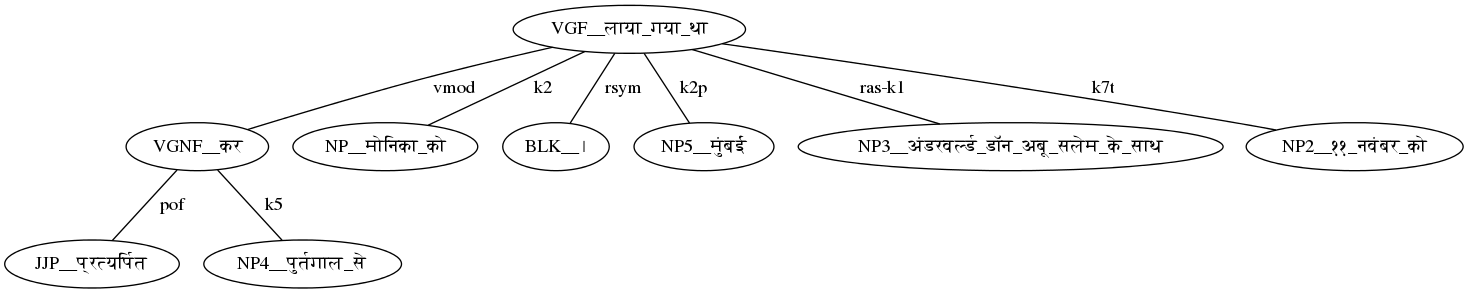 VGF__लाया_गया_था
vmod k2 rsym k2p ras-k1 k7t
VGNF__कर NP__मोनिका_को BLK__। NP5__मुंबई NP3__अंडरवर्ल्ड_डॉन_अबू_सलेम_के_साथ NP2__११_नवंबर_को
pof k5
JJP__प्रत्यर्पित NP4__पुर्तगाल_से